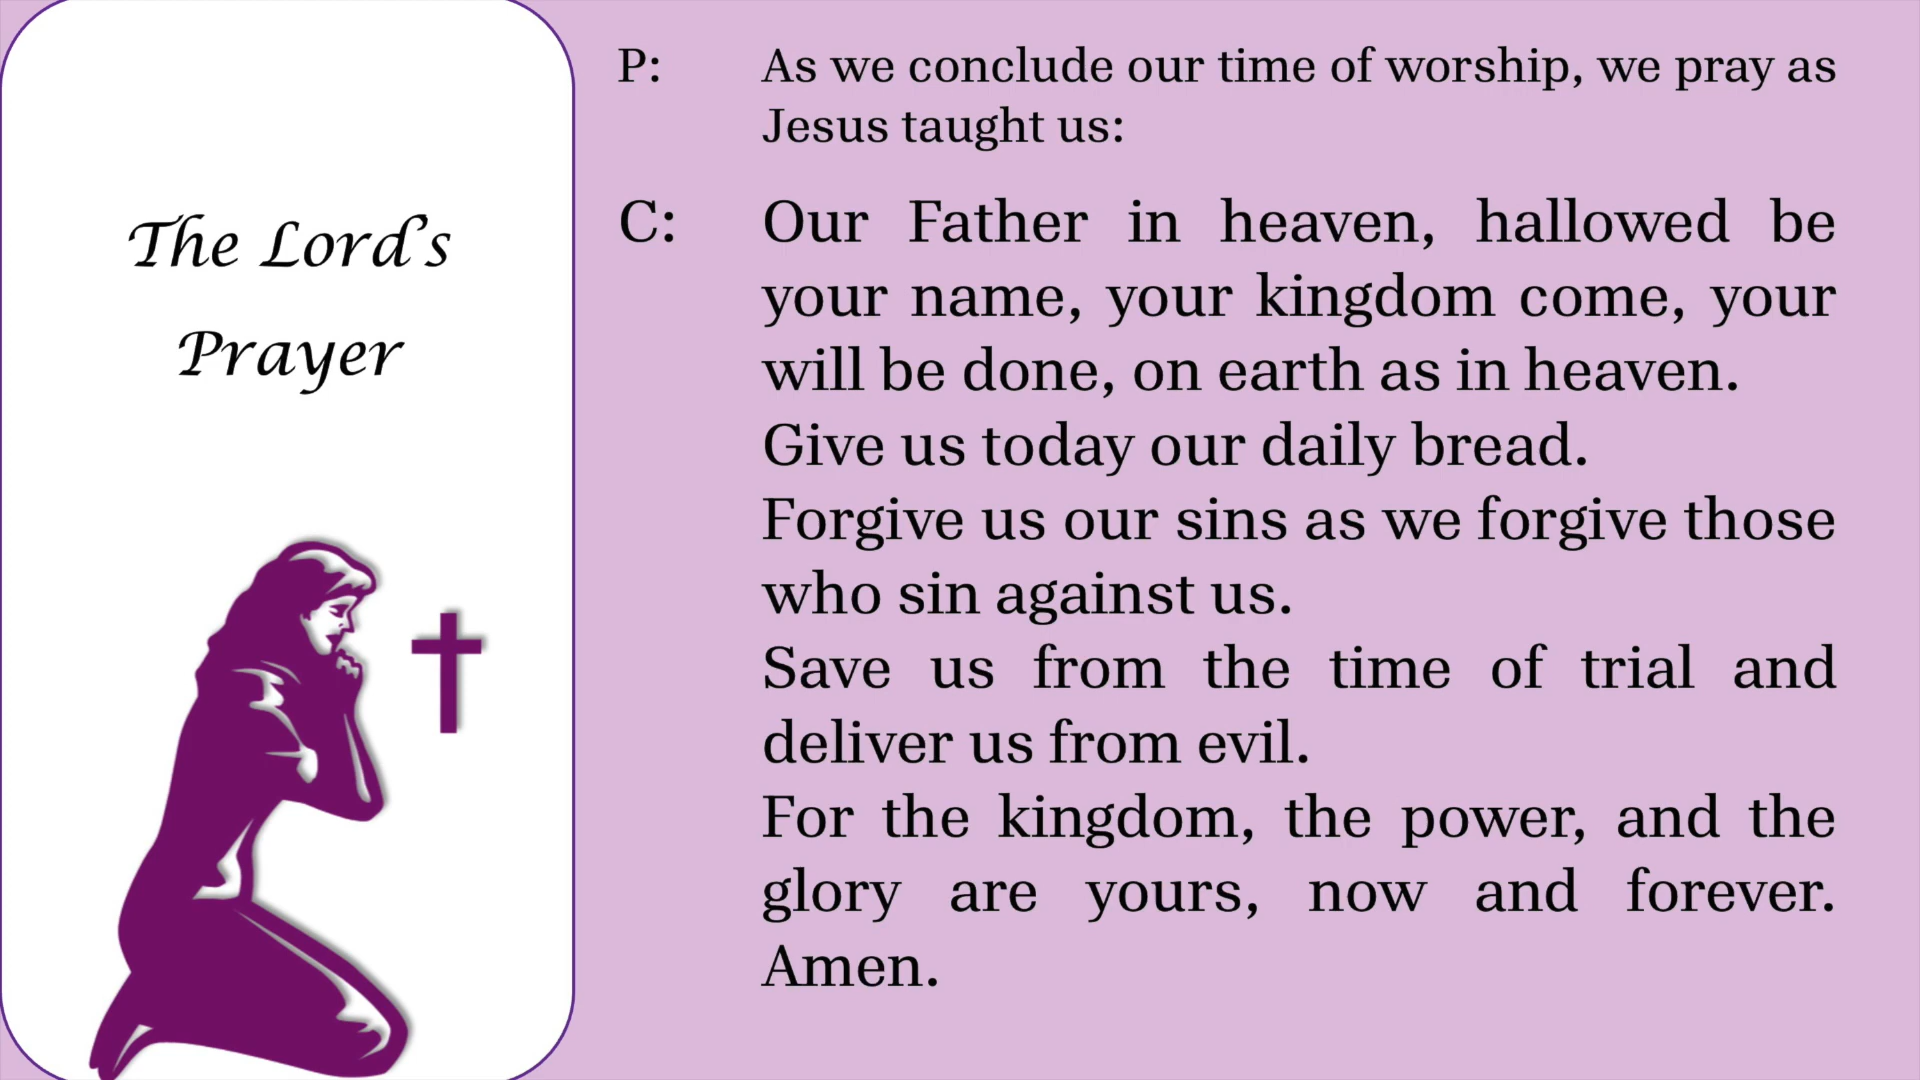 The Lord's
Prayer
P: As we conclude our time of worship, we pray as
Jesus taught us:
C: Our Father in heaven, hallowed be
your name, your kingdom come, your
will be done, on earth as in heaven.
Give us today our daily bread.
Forgive us our sins as we forgive those
who sin against us.
Save us from the time of trial and
deliver us from evil.
For the kingdom, the power, and the
glory are yours, now and forever.
Amen.